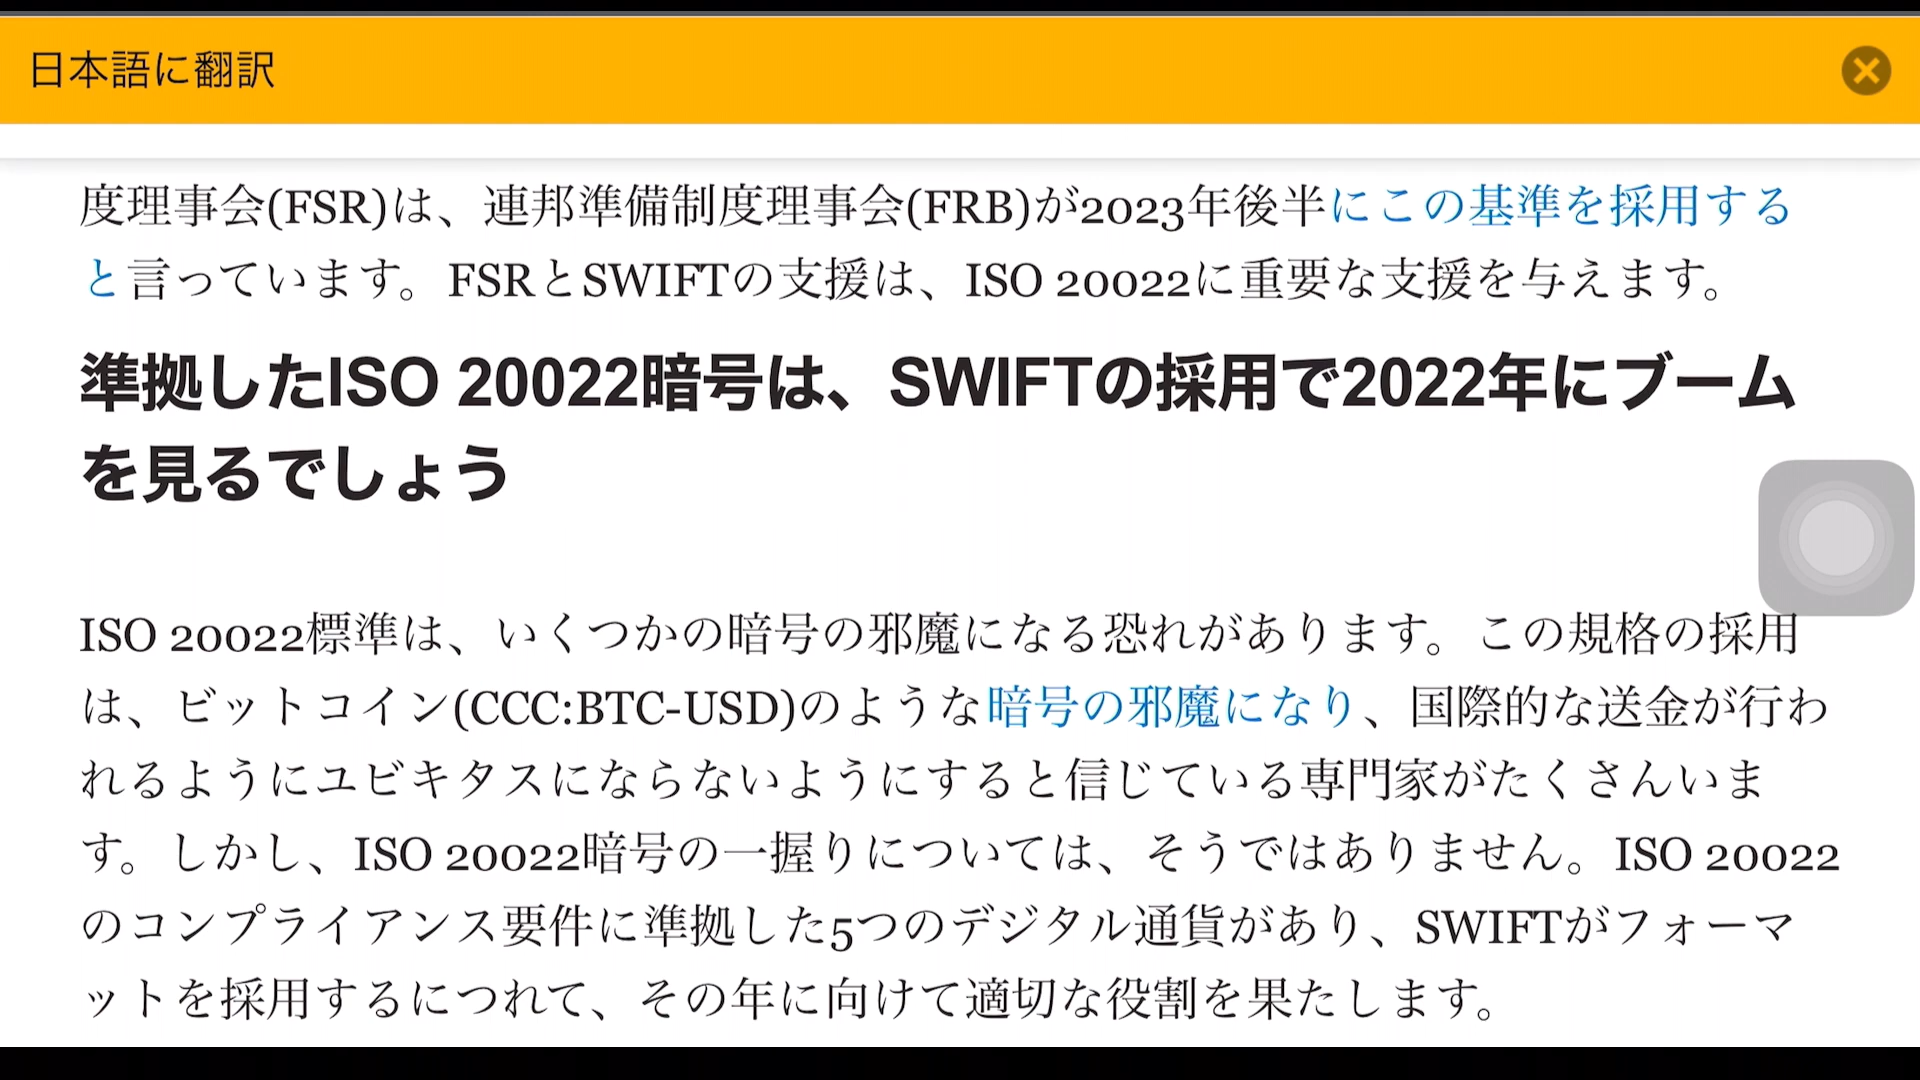 日本語に翻訳
度理事会(FSR)は、連邦準備制度理事会(FRB)が2023年後半にこの基準を採用する
と言っています。FSRとSWIFTの支援は、ISO 20022に重要な支援を与えます。
準拠したISO 20022暗号は、SWIFTの採用で2022年にブーム
を見るでしょう
ISO 20022標準は、いくつかの暗号の邪魔になる恐れがあります。この規格の採用
は、ビットコイン(CCC:BTC-USD)のような暗号の邪魔になり、国際的な送金が行わ
れるようにユビキタスにならないようにすると信じている専門家がたくさんいま
す。しかし、ISO 20022暗号の一握りについては、そうではありません。ISO 20022
のコンプライアンス要件に準拠した5つのデジタル通貨があり、SWIFTがフォーマ
ットを採用するにつれて、その年に向けて適切な役割を果たします。